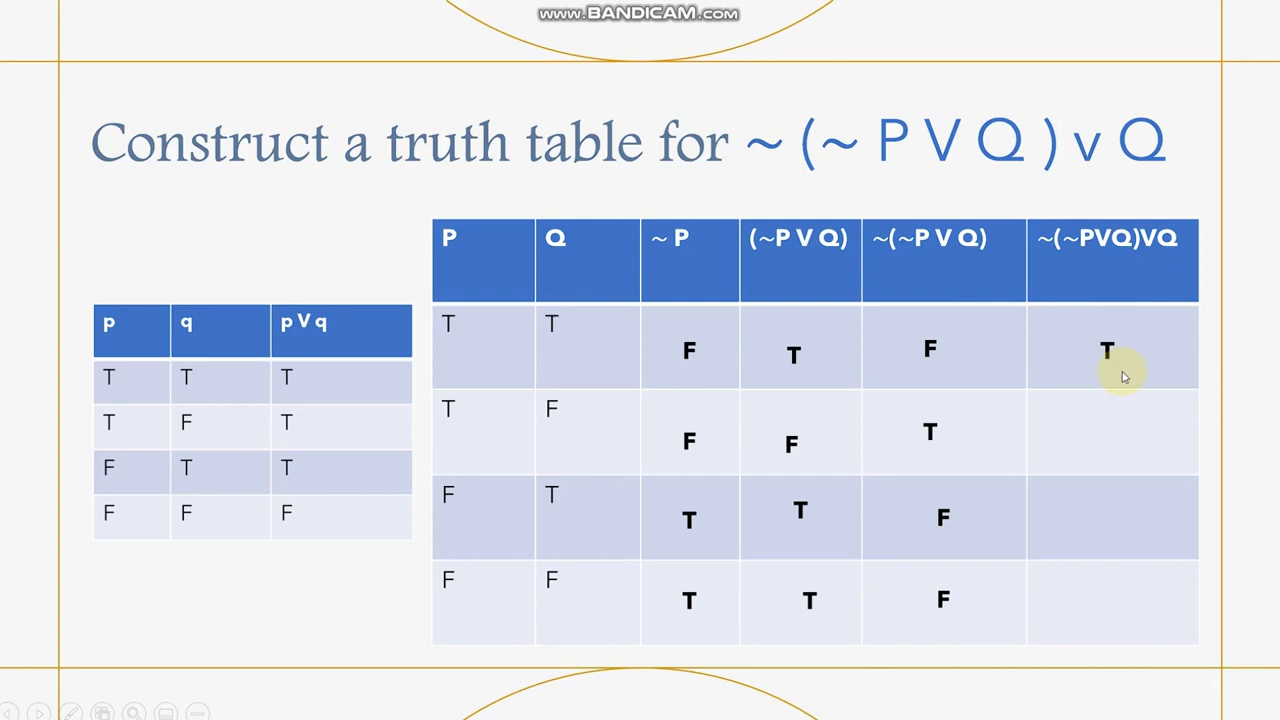 www.BANDICAM.com
Construct a truth table for ~ (~ P V Q ) v Q
p q p V q
T T T
T F T
F T T
F F F
P Q ~ P (~P V Q) ~(~P V Q) ~(~PVQ)VQ
T T F T F T
T F F F T
F T T T F
F F T T F